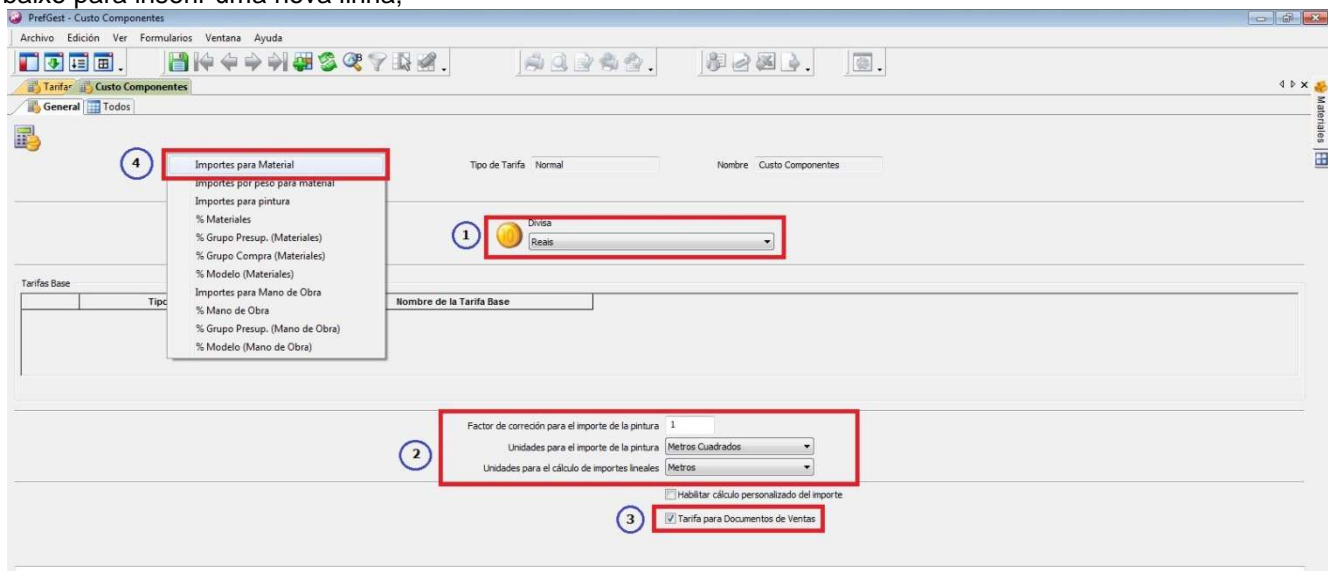 baixo para inserir uma nova linha;
PrefGest - Custo Componentes
Archivo Edición Ver Formularios Ventana Ayuda
Tarifas Custo Componentes
General Todos
Materiales
4
Importes para Material
Tipo de Tarifa Normal
Nombre Custo Componentes
Importes por peso para material
Importes para pintura
% Materiales
% Grupo Presup. (Materiales)
% Grupo Compra (Materiales)
% Modelo (Materiales)
Importes para Mano de Obra
% Mano de Obra
% Grupo Presup. (Mano de Obra)
% Modelo (Mano de Obra)
1
Divisa
Reais
Tarifas Base
Tipo
Nombre de la Tarifa Base
2
Factor de correción para el importe de la pintura 1
Unidades para el importe de la pintura Metros Cuadrados
Unidades para el cálculo de importes lineales Metros
Habilitar cálculo personalizado del importe
3
Tarifa para Documentos de Ventas